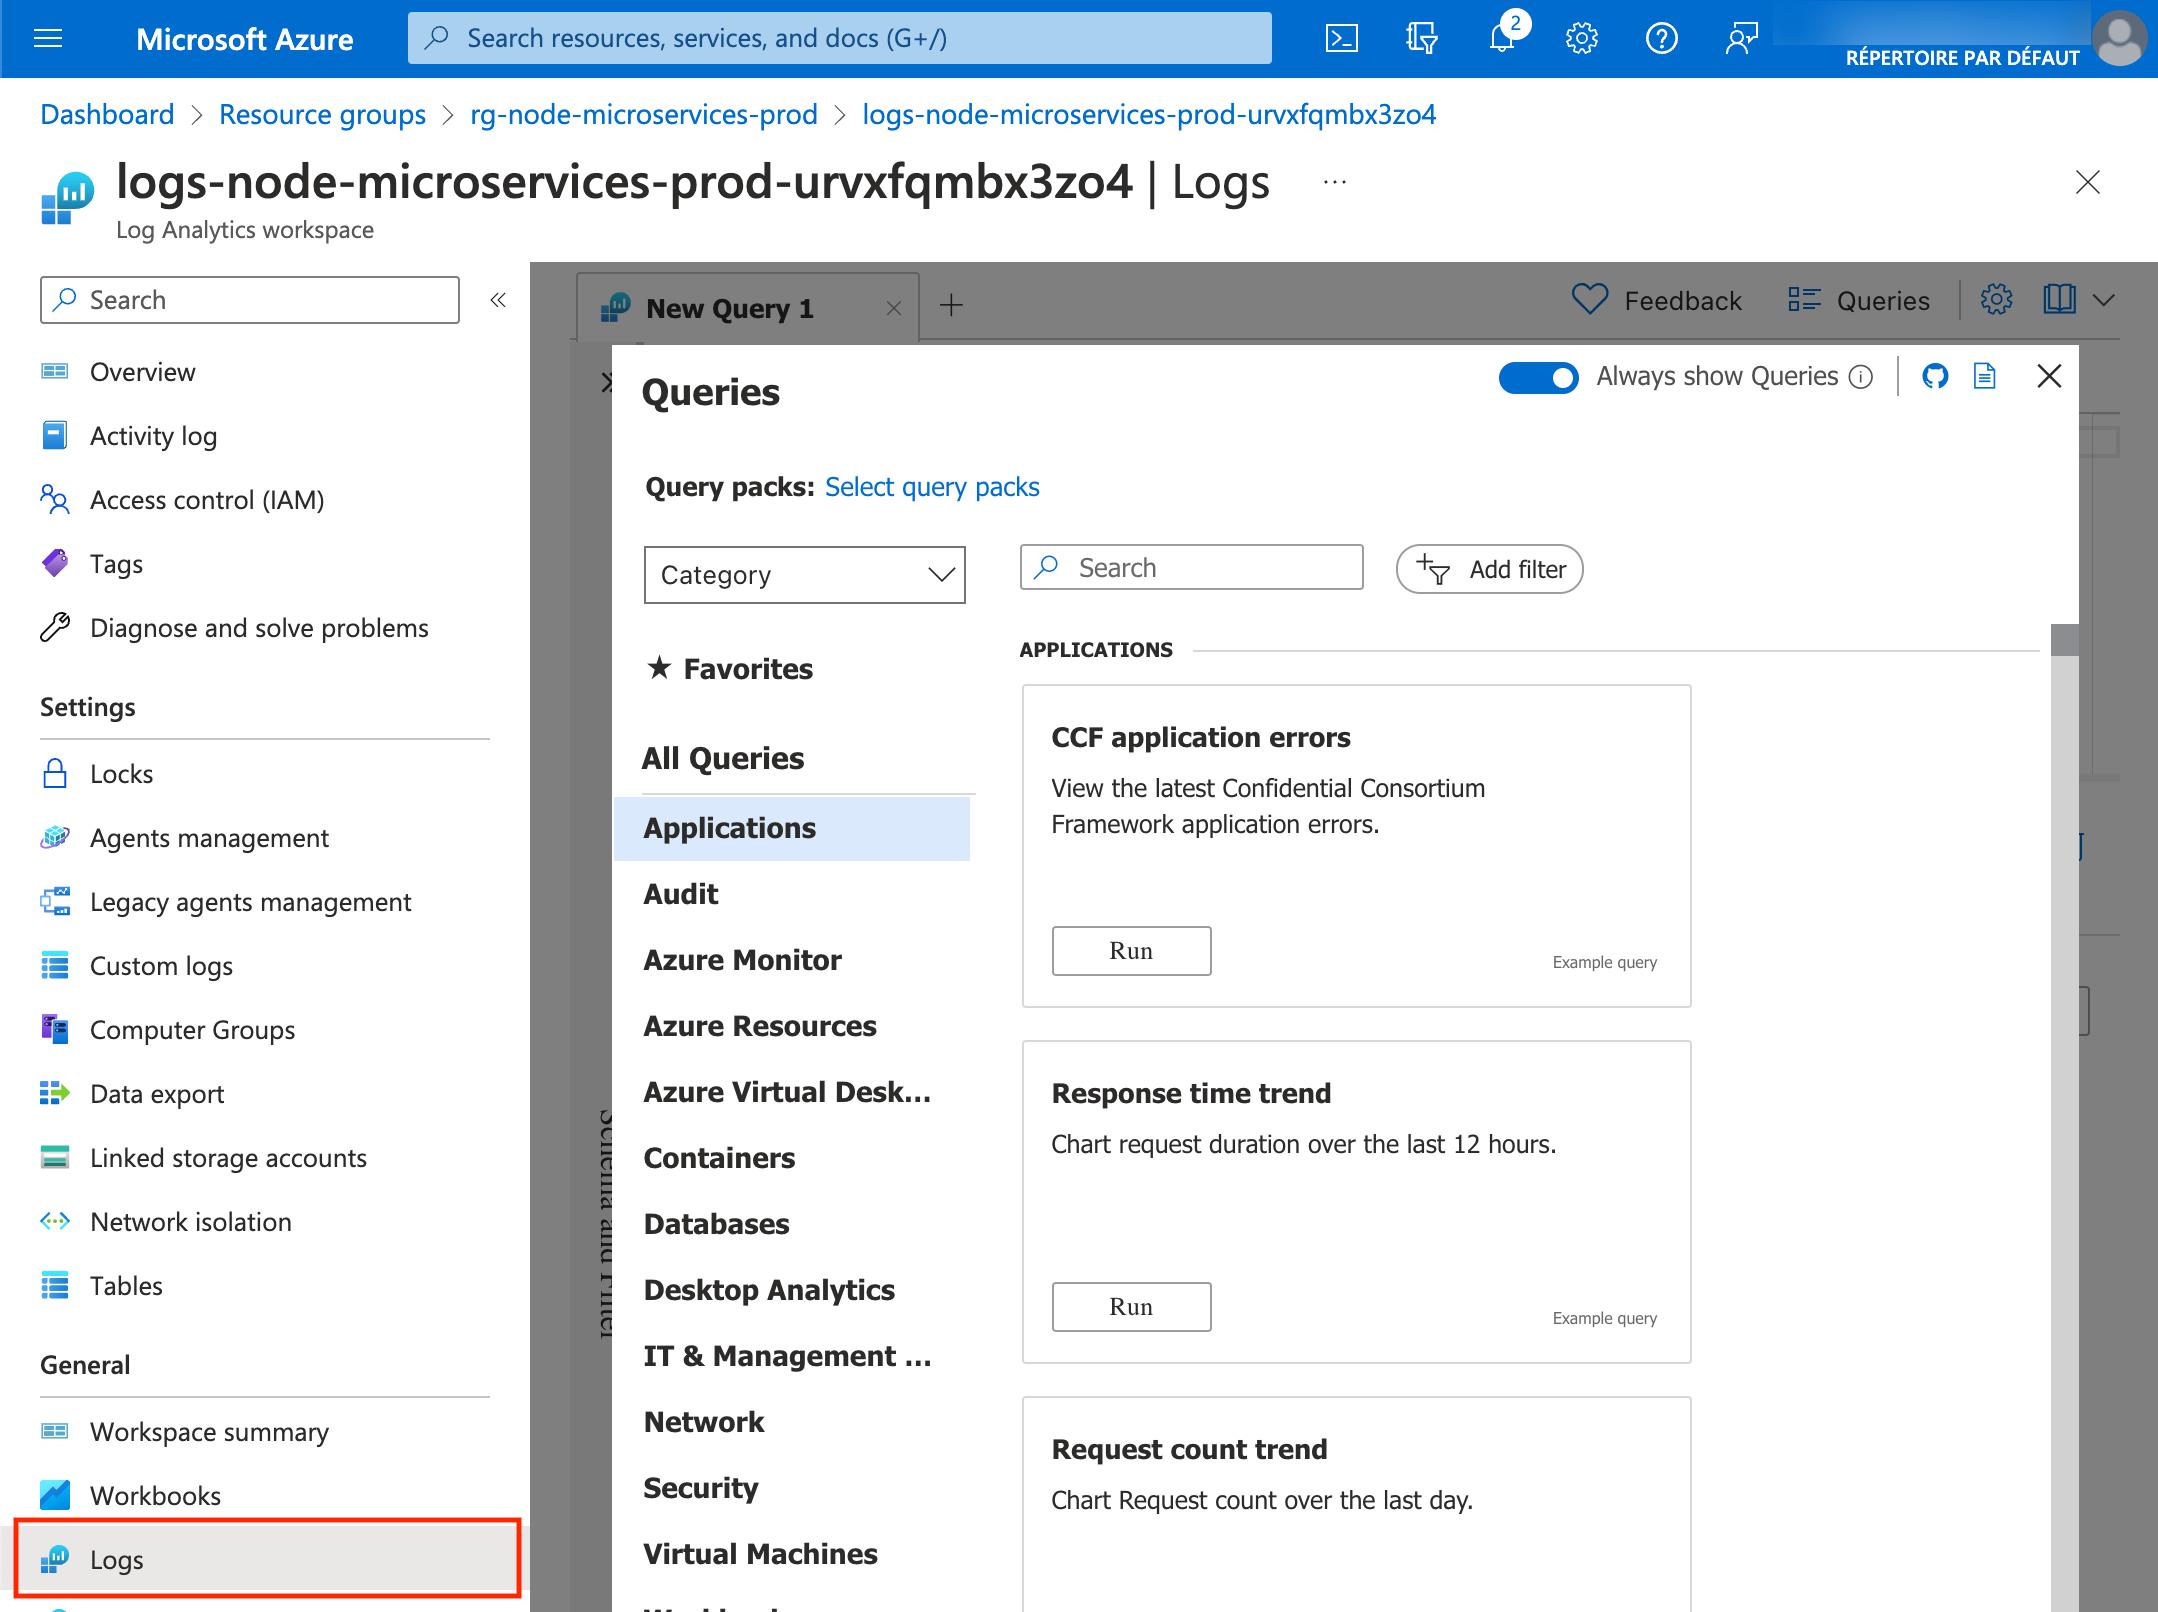 Microsoft Azure
Search resources, services, and docs (G+/)
2
RÉPERTOIRE PAR DÉFAUT
Dashboard > Resource groups > rg-node-microservices-prod > logs-node-microservices-prod-urvxfqmbx3zo4
logs-node-microservices-prod-urvxfqmbx3zo4 | Logs ...
Log Analytics workspace
Search
Overview
Activity log
Access control (IAM)
Tags
Diagnose and solve problems
Settings
Locks
Agents management
Legacy agents management
Custom logs
Computer Groups
Data export
Linked storage accounts
Network isolation
Tables
General
Workspace summary
Workbooks
Logs
New Query 1
Feedback
Queries
Schema and Filter
Queries
Always show Queries
Query packs: Select query packs
Category
Search
Add filter
★ Favorites
All Queries
Applications
Audit
Azure Monitor
Azure Resources
Azure Virtual Desk...
Containers
Databases
Desktop Analytics
IT & Management ...
Network
Security
Virtual Machines
APPLICATIONS
CCF application errors
View the latest Confidential Consortium
Framework application errors.
Run
Example query
Response time trend
Chart request duration over the last 12 hours.
Run
Example query
Request count trend
Chart Request count over the last day.